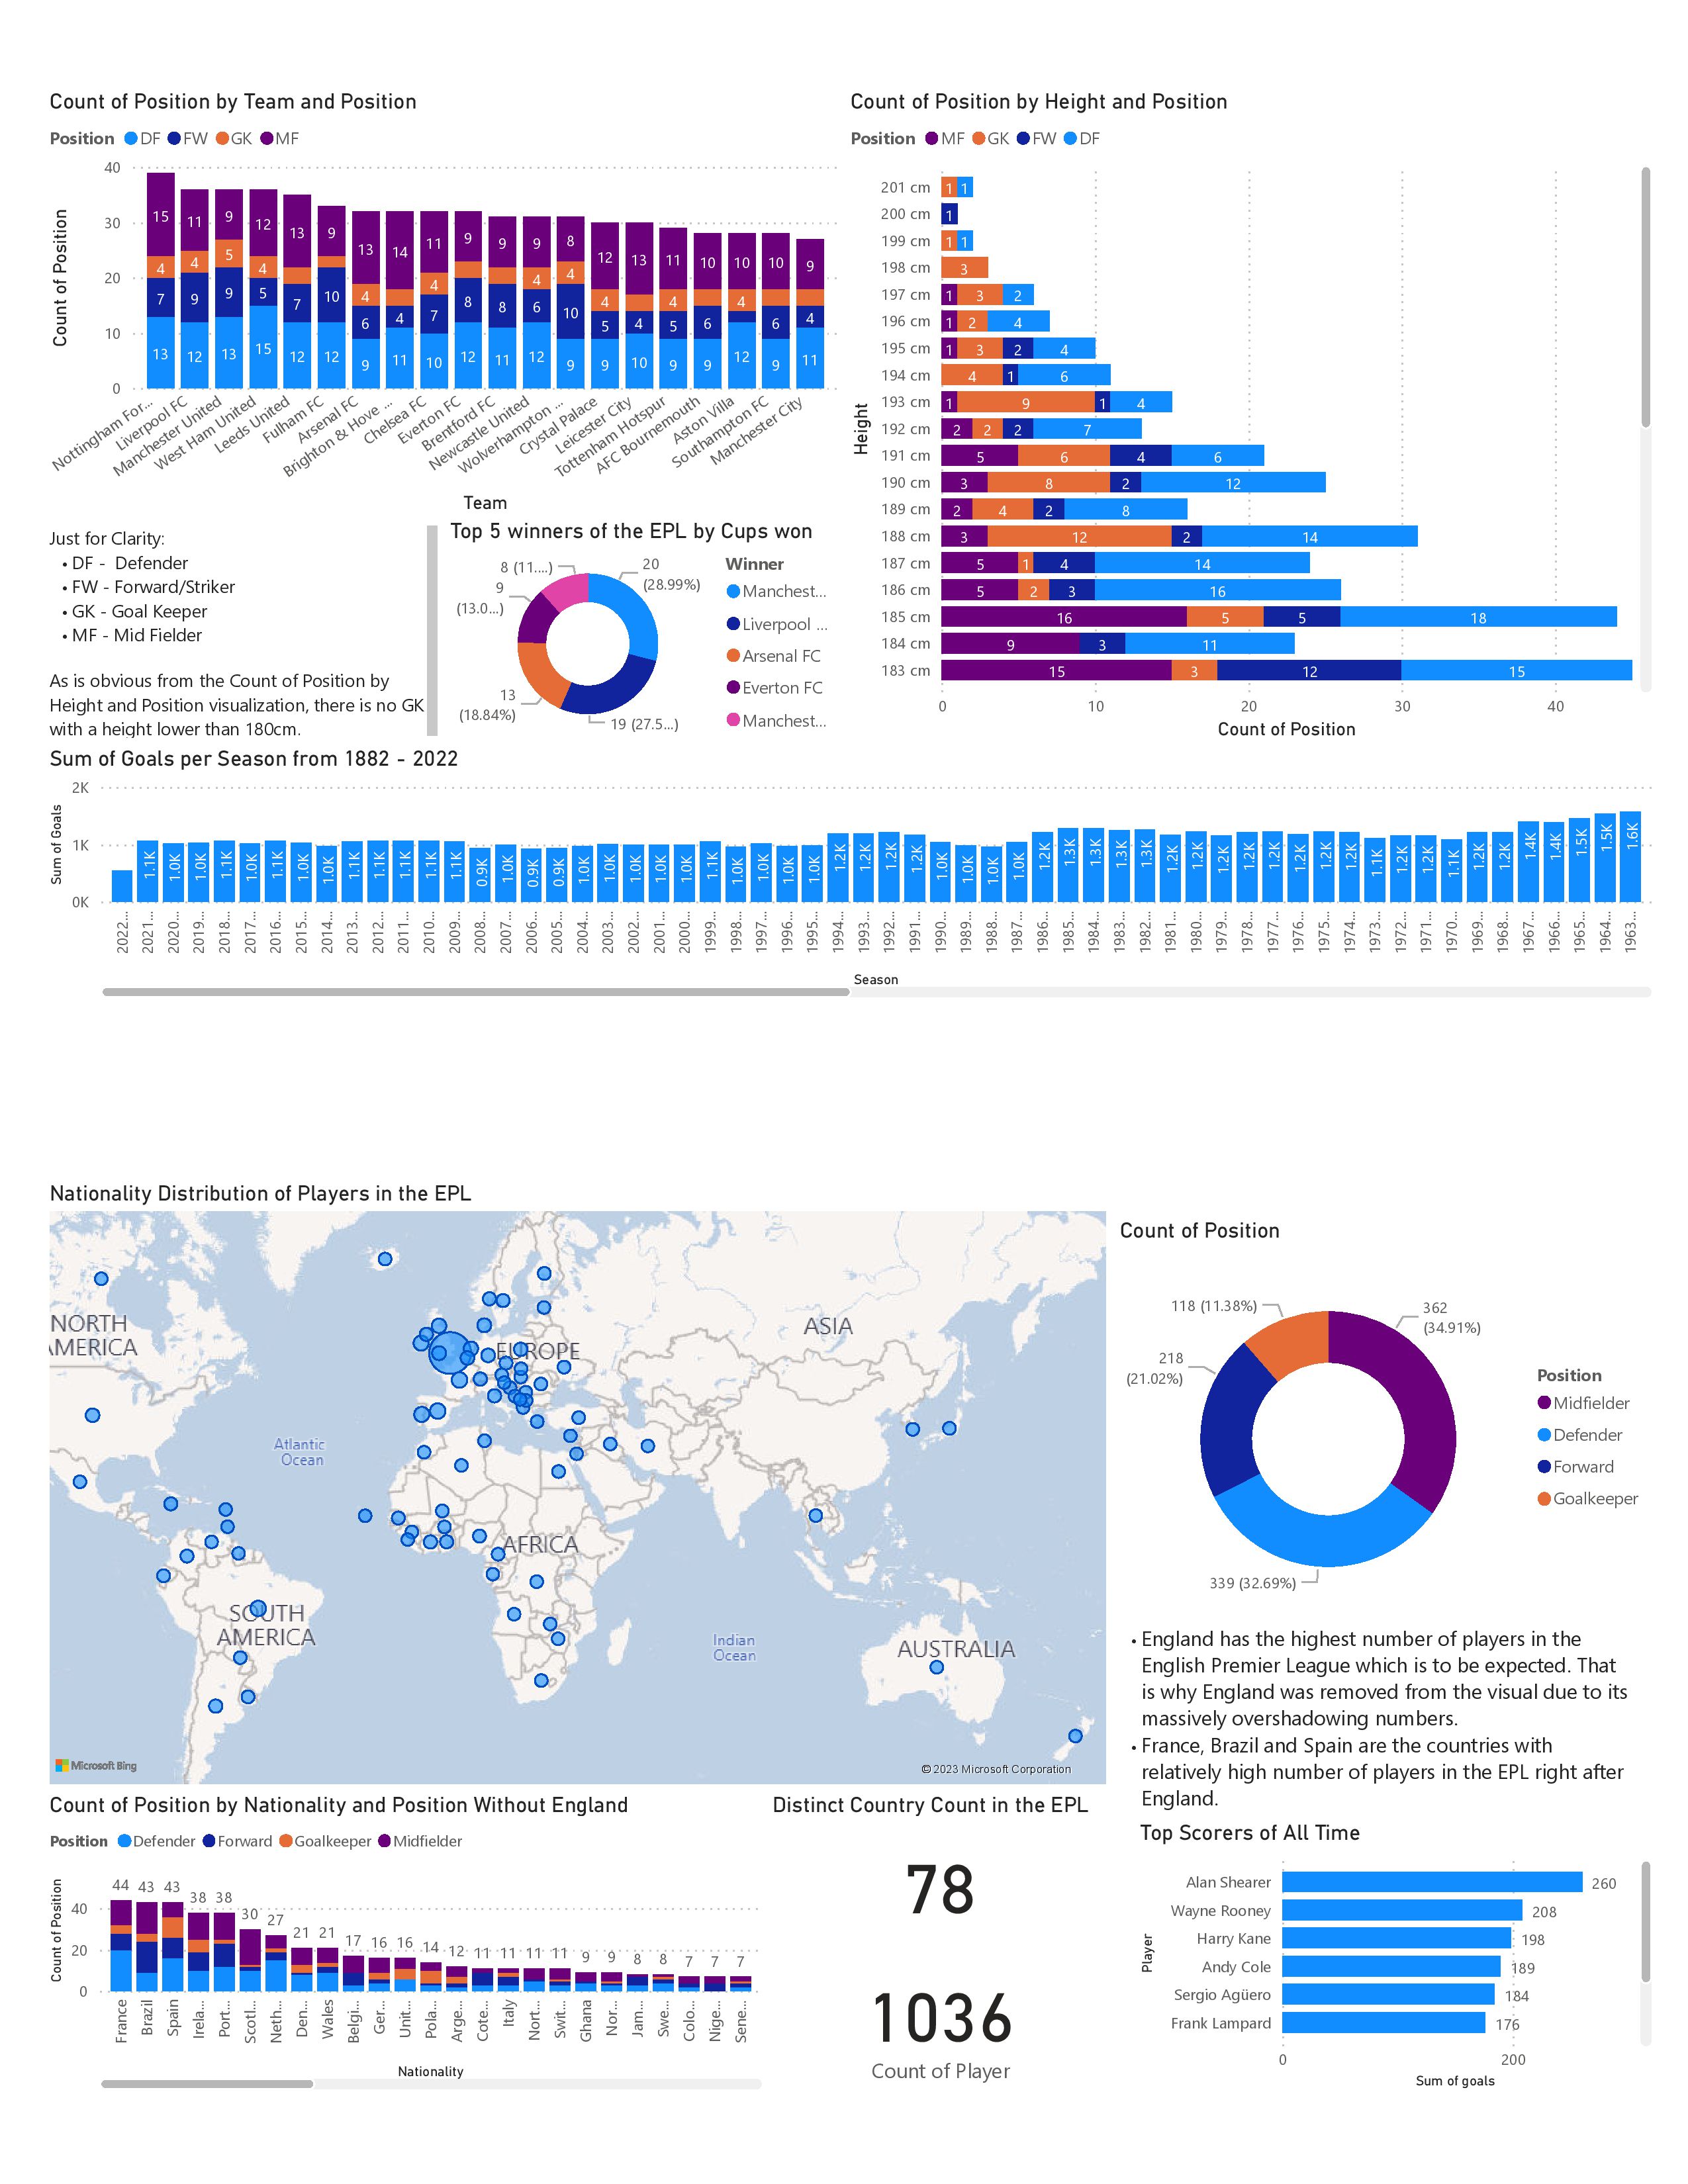 Count of Position by Team and Position
Position DF FW GK MF
Count of Position
40
30
20
10
0
15 11 9 12 13 9 13 14 11 9 9 9 8 12 13 11 10 10 10 9
4 4 5 4 4 4 4 4 4 4 4
7 9 9 5 7 10 6 4 7 8 8 6 10 5 4 5 6 6 4
13 12 13 15 12 12 9 11 10 12 11 12 9 9 10 9 9 12 9 11
Nottingham For...
Liverpool FC
Manchester United
West Ham United
Leeds United
Fulham FC
Arsenal FC
Brighton & Hove ...
Chelsea FC
Everton FC
Brentford FC
Newcastle United
Wolverhampton ...
Crystal Palace
Leicester City
Tottenham Hotspur
AFC Bournemouth
Aston Villa
Southampton FC
Manchester City
Team
Count of Position by Height and Position
Position MF GK FW DF
Height
201 cm 1 1
200 cm 1
199 cm 1 1
198 cm 3
197 cm 1 3 2
196 cm 1 2 4
195 cm 1 3 2 4
194 cm 4 1 6
193 cm 1 9 1 4
192 cm 2 2 2 7
191 cm 5 6 4 6
190 cm 3 8 2 12
189 cm 2 4 2 8
188 cm 3 12 2 14
187 cm 5 1 4 14
186 cm 5 2 3 16
185 cm 16 5 5 18
184 cm 9 3 11
183 cm 15 3 12 15
0 10 20 30 40
Count of Position
Just for Clarity:
• DF - Defender
• FW - Forward/Striker
• GK - Goal Keeper
• MF - Mid Fielder
As is obvious from the Count of Position by
Height and Position visualization, there is no GK
with a height lower than 180cm.
Top 5 winners of the EPL by Cups won
20
(28.99%)
19 (27.5...)
13
(18.84%)
9
(13.0...)
8 (11....)
Winner
Manchest...
Liverpool ...
Arsenal FC
Everton FC
Manchest...
Sum of Goals per Season from 1882 - 2022
Sum of Goals
2K
1K
0K
1.1K 1.0K 1.0K 1.1K 1.0K 1.1K 1.0K 1.0K 1.1K 1.1K 1.1K 1.1K 1.1K 0.9K 1.0K 0.9K 0.9K 1.0K 1.0K 1.0K 1.0K 1.0K 1.1K 1.0K 1.0K 1.0K 1.0K 1.2K 1.2K 1.2K 1.2K 1.0K 1.0K 1.0K 1.0K 1.2K 1.3K 1.3K 1.3K 1.3K 1.2K 1.2K 1.2K 1.2K 1.2K 1.2K 1.2K 1.2K 1.1K 1.2K 1.2K 1.1K 1.2K 1.2K 1.4K 1.4K 1.5K 1.5K 1.6K
2022... 2021... 2020... 2019... 2018... 2017... 2016... 2015... 2014... 2013... 2012... 2011... 2010... 2009... 2008... 2007... 2006... 2005... 2004... 2003... 2002... 2001... 2000... 1999... 1998... 1997... 1996... 1995... 1994... 1993... 1992... 1991... 1990... 1989... 1988... 1987... 1986... 1985... 1984... 1983... 1982... 1981... 1980... 1979... 1978... 1977... 1976... 1975... 1974... 1973... 1972... 1971... 1970... 1969... 1968... 1967... 1966... 1965... 1964... 1963...
Season
Nationality Distribution of Players in the EPL
NORTH
AMERICA
EUROPE
ASIA
Atlantic
Ocean
AFRICA
SOUTH
AMERICA
Indian
Ocean
AUSTRALIA
Microsoft Bing
© 2023 Microsoft Corporation
Count of Position
118 (11.38%)
362
(34.91%)
218
(21.02%)
339 (32.69%)
Position
Midfielder
Defender
Forward
Goalkeeper
• England has the highest number of players in the
English Premier League which is to be expected. That
is why England was removed from the visual due to its
massively overshadowing numbers.
• France, Brazil and Spain are the countries with
relatively high number of players in the EPL right after
England.
Count of Position by Nationality and Position Without England
Position Defender Forward Goalkeeper Midfielder
Count of Position
40
20
0
44 43 43 38 38 30 27 21 21 17 16 16 14 12 11 11 11 11 9 9 8 8 7 7 7
France Brazil Spain Irela... Port... Scotl... Neth... Den... Wales Belgi... Ger... Unit... Pola... Arge... Cote... Italy Nort... Swit... Ghana Nor... Jam... Swe... Colo... Nige... Sene...
Nationality
Distinct Country Count in the EPL
78
1036
Count of Player
Top Scorers of All Time
Player
Alan Shearer 260
Wayne Rooney 208
Harry Kane 198
Andy Cole 189
Sergio Agüero 184
Frank Lampard 176
0 200
Sum of goals